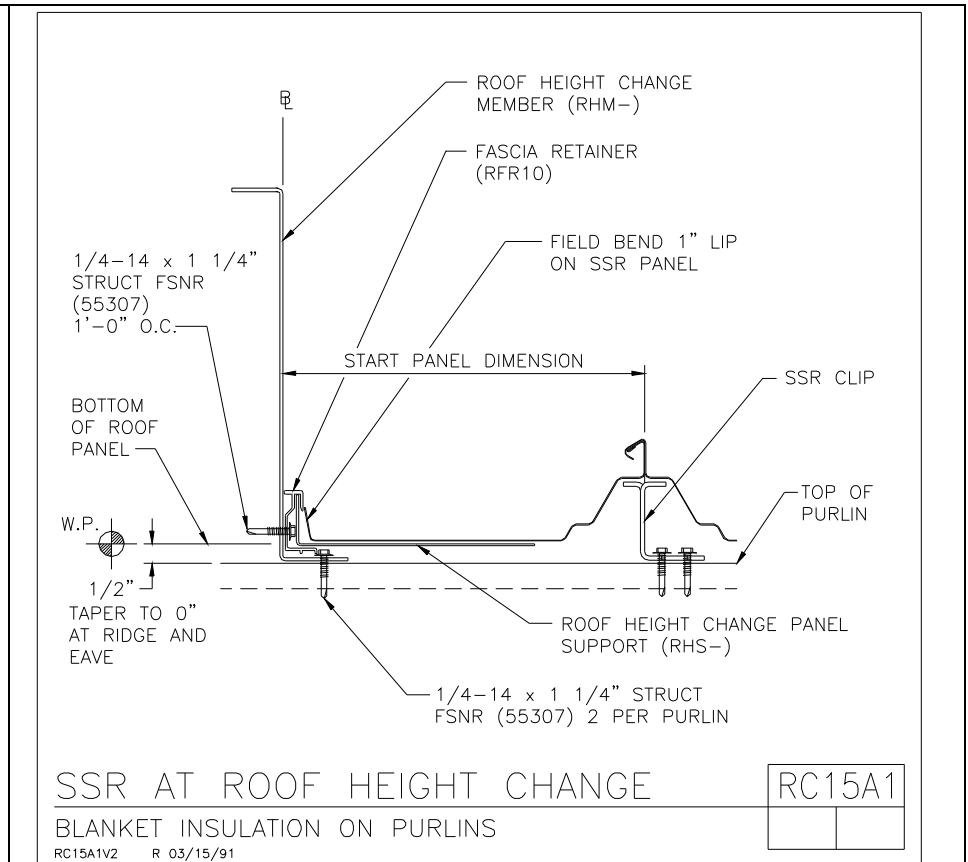 ROOF HEIGHT CHANGE
MEMBER (RHM-)
FASCIA RETAINER
(RFR10)
FIELD BEND 1" LIP
ON SSR PANEL
1/4-14 x 1 1/4"
STRUCT FSNR
(55307)
1'-0" O.C.
START PANEL DIMENSION
SSR CLIP
BOTTOM
OF ROOF
PANEL
TOP OF
PURLIN
W.P.
1/2"
TAPER TO 0"
AT RIDGE AND
EAVE
ROOF HEIGHT CHANGE PANEL
SUPPORT (RHS-)
1/4-14 x 1 1/4" STRUCT
FSNR (55307) 2 PER PURLIN
SSR AT ROOF HEIGHT CHANGE
RC15A1
BLANKET INSULATION ON PURLINS
RC15A1V2 R 03/15/91